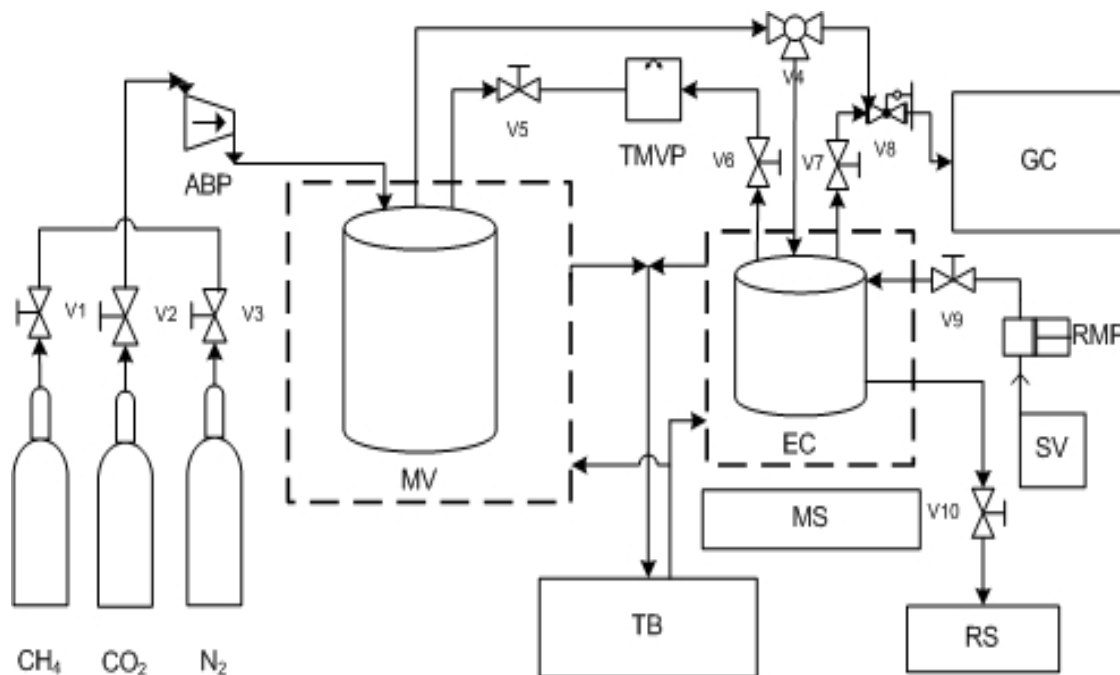 V4
V5
TMVP
V6
V7
V8
GC
ABP
V1
V2
V3
V9
RMP
MV
EC
SV
MS
V10
TB
RS
CH₄
CO₂
N₂